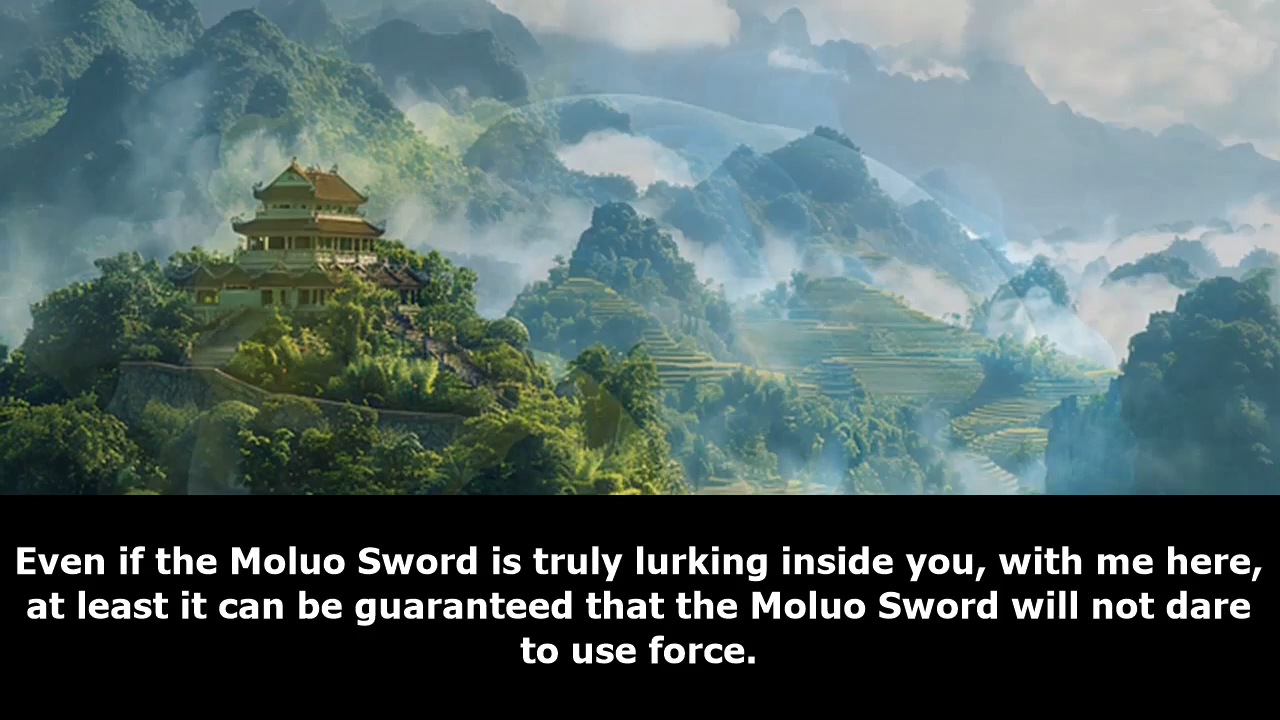 Even if the Moluo Sword is truly lurking inside you, with me here,
at least it can be guaranteed that the Moluo Sword will not dare
to use force.